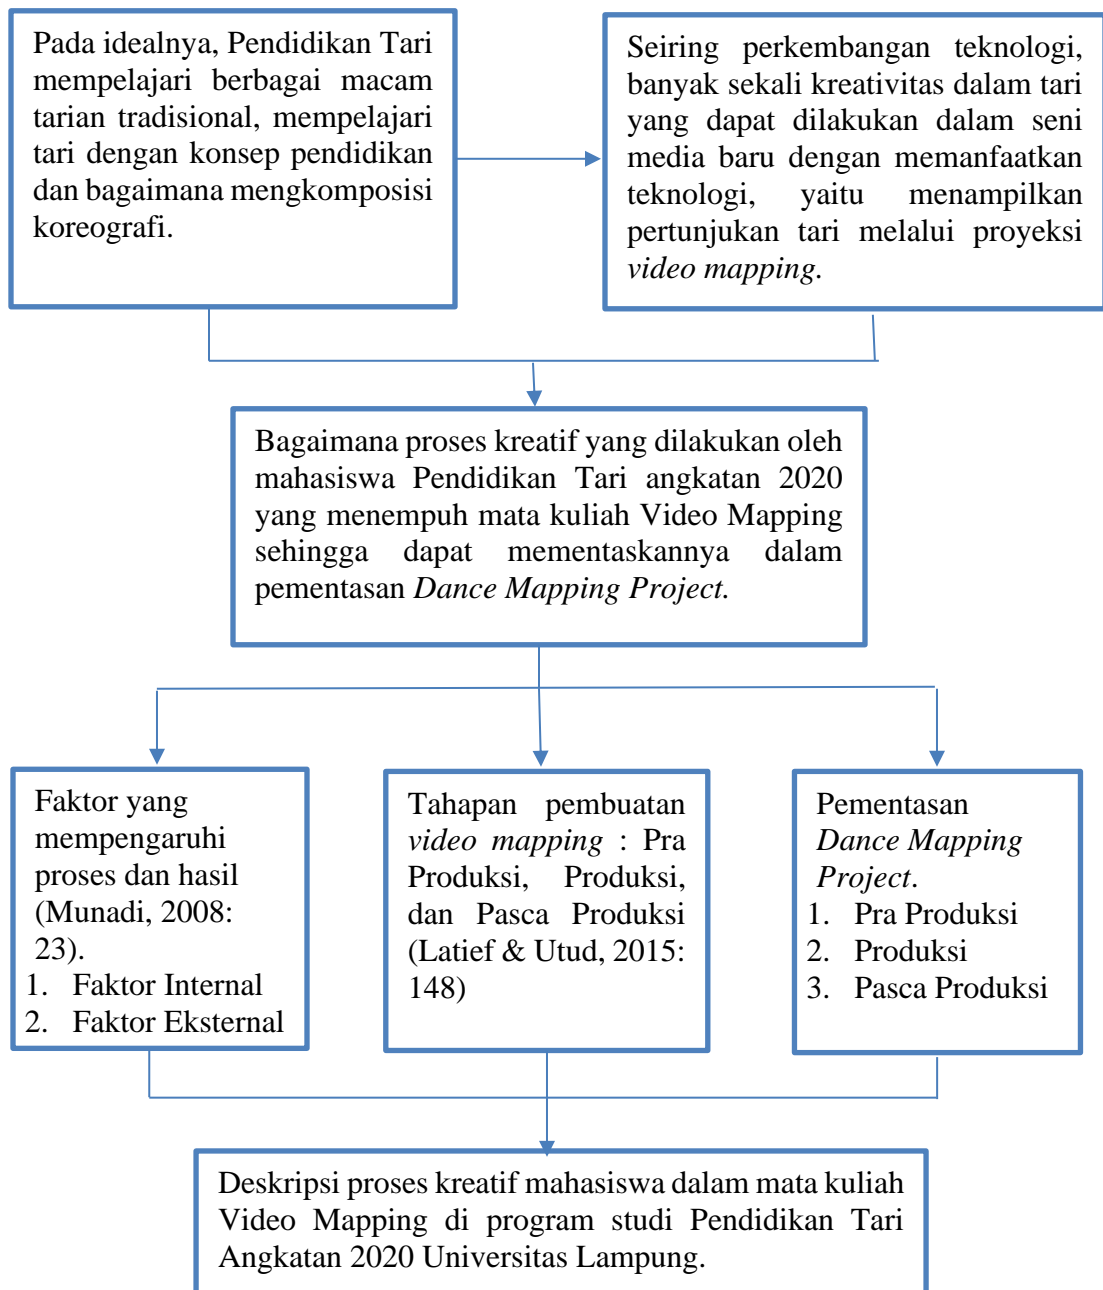 Pada idealnya, Pendidikan Tari
mempelajari berbagai macam
tarian tradisional, mempelajari
tari dengan konsep pendidikan
dan bagaimana mengkomposisi
koreografi.
Seiring perkembangan teknologi,
banyak sekali kreativitas dalam tari
yang dapat dilakukan dalam seni
media baru dengan memanfaatkan
teknologi, yaitu menampilkan
pertunjukan tari melalui proyeksi
video mapping.
Bagaimana proses kreatif yang dilakukan oleh
mahasiswa Pendidikan Tari angkatan 2020
yang menempuh mata kuliah Video Mapping
sehingga dapat mementaskannya dalam
pementasan Dance Mapping Project.
Faktor yang
mempengaruhi
proses dan hasil
(Munadi, 2008:
23).
1. Faktor Internal
2. Faktor Eksternal
Tahapan pembuatan
video mapping : Pra
Produksi, Produksi,
dan Pasca Produksi
(Latief & Utud, 2015:
148)
Pementasan
Dance Mapping
Project.
1. Pra Produksi
2. Produksi
3. Pasca Produksi
Deskripsi proses kreatif mahasiswa dalam mata kuliah
Video Mapping di program studi Pendidikan Tari
Angkatan 2020 Universitas Lampung.